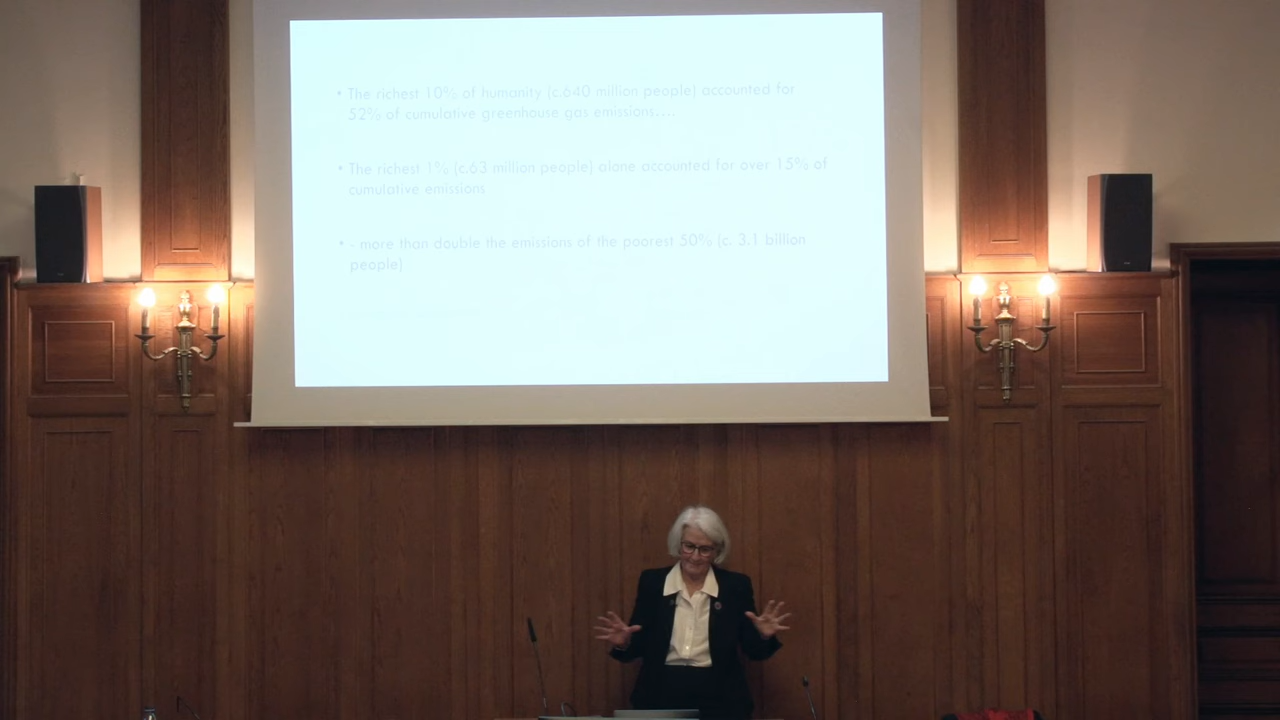 • The richest 10% of humanity (c.640 million people) accounted for
52% of cumulative greenhouse gas emissions….
• The richest 1% (c.63 million people) alone accounted for over 15% of
cumulative emissions
• - more than double the emissions of the poorest 50% (c. 3.1 billion
people)